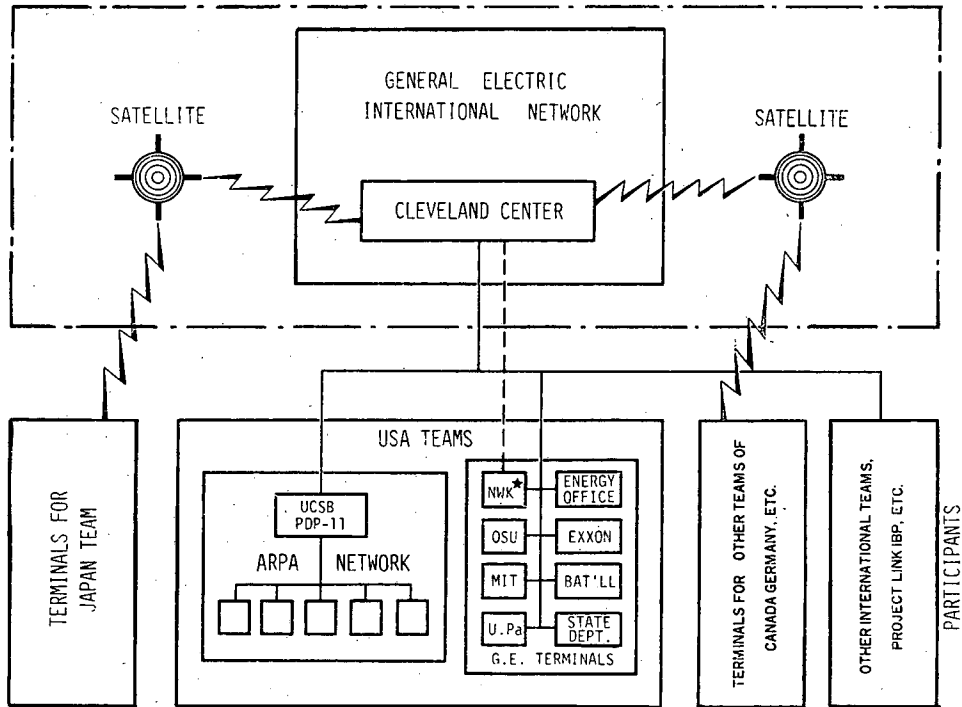 GENERAL ELECTRIC
INTERNATIONAL NETWORK
SATELLITE
SATELLITE
CLEVELAND CENTER
TERMINALS FOR
JAPAN TEAM
USA TEAMS
UCSB
PDP-11
ARPA NETWORK
NWK★
ENERGY
OFFICE
OSU
EXXON
MIT
BAT'LL
U.Pa
STATE
DEPT.
G.E. TERMINALS
TERMINALS FOR OTHER TEAMS OF
CANADA GERMANY, ETC.
OTHER INTERNATIONAL TEAMS,
PROJECT LINK IBP, ETC.
PARTICIPANTS